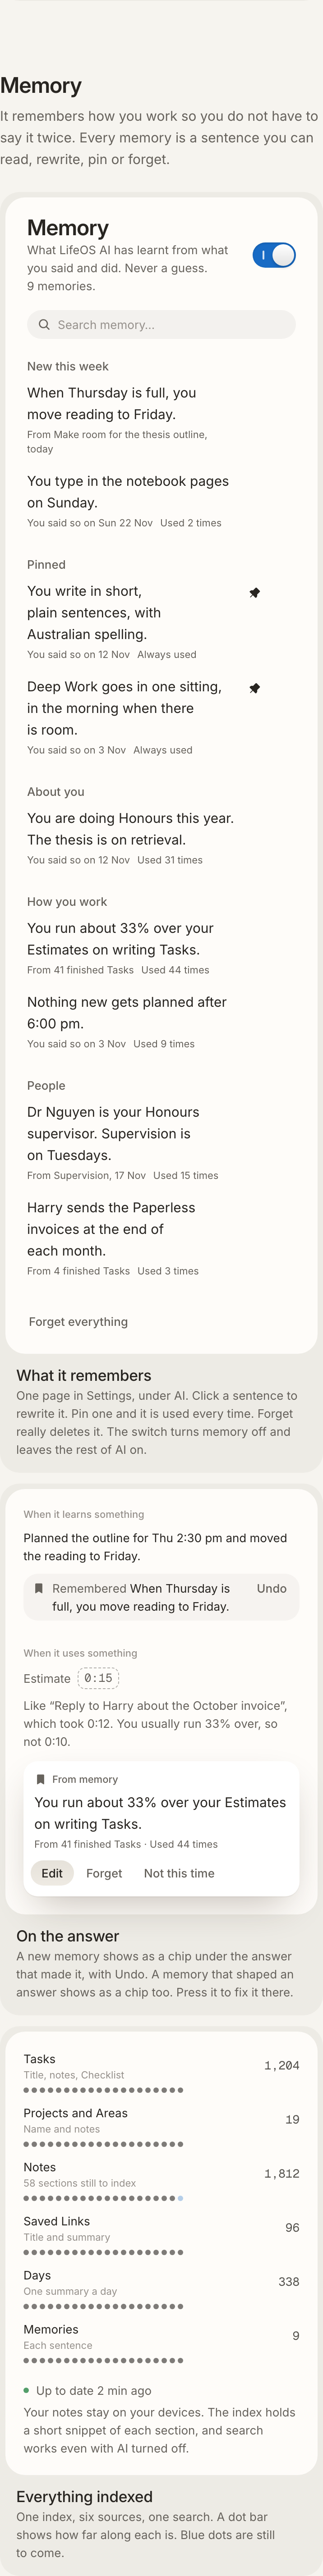 Memory
It remembers how you work so you do not have to
say it twice. Every memory is a sentence you can
read, rewrite, pin or forget.
Memory
What LifeOS AI has learnt from what
you said and did. Never a guess.
9 memories.
Search memory...
New this week
When Thursday is full, you
move reading to Friday.
From Make room for the thesis outline,
today
You type in the notebook pages
on Sunday.
You said so on Sun 22 Nov Used 2 times
Pinned
You write in short,
plain sentences, with
Australian spelling.
You said so on 12 Nov Always used
Deep Work goes in one sitting,
in the morning when there
is room.
You said so on 3 Nov Always used
About you
You are doing Honours this year.
The thesis is on retrieval.
You said so on 12 Nov Used 31 times
How you work
You run about 33% over your
Estimates on writing Tasks.
From 41 finished Tasks Used 44 times
Nothing new gets planned after
6:00 pm.
You said so on 3 Nov Used 9 times
People
Dr Nguyen is your Honours
supervisor. Supervision is
on Tuesdays.
From Supervision, 17 Nov Used 15 times
Harry sends the Paperless
invoices at the end of
each month.
From 4 finished Tasks Used 3 times
Forget everything
What it remembers
One page in Settings, under AI. Click a sentence to
rewrite it. Pin one and it is used every time. Forget
really deletes it. The switch turns memory off and
leaves the rest of AI on.
When it learns something
Planned the outline for Thu 2:30 pm and moved
the reading to Friday.
Remembered When Thursday is Undo
full, you move reading to Friday.
When it uses something
Estimate 0:15
Like “Reply to Harry about the October invoice”,
which took 0:12. You usually run 33% over, so
not 0:10.
From memory
You run about 33% over your Estimates
on writing Tasks.
From 41 finished Tasks · Used 44 times
Edit Forget Not this time
On the answer
A new memory shows as a chip under the answer
that made it, with Undo. A memory that shaped an
answer shows as a chip too. Press it to fix it there.
Tasks 1,204
Title, notes, Checklist
Projects and Areas 19
Name and notes
Notes 1,812
58 sections still to index
Saved Links 96
Title and summary
Days 338
One summary a day
Memories 9
Each sentence
Up to date 2 min ago
Your notes stay on your devices. The index holds
a short snippet of each section, and search
works even with AI turned off.
Everything indexed
One index, six sources, one search. A dot bar
shows how far along each is. Blue dots are still
to come.